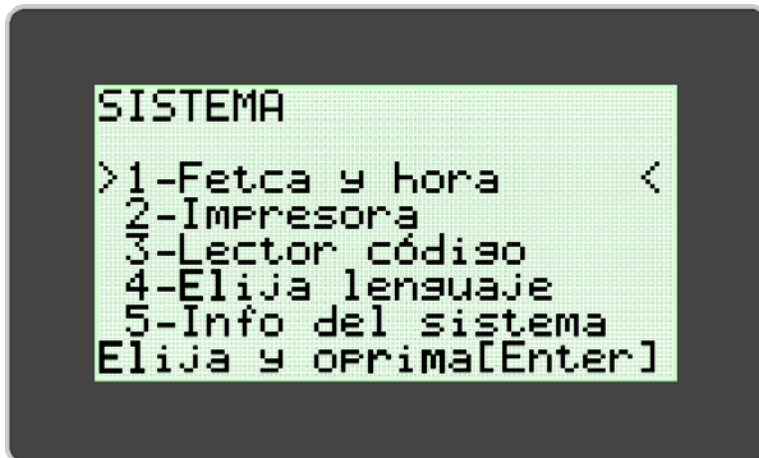 SISTEMA
>1-Fetca y hora <
2-Impresora
3-Lector código
4-Elija lenguaje
5-Info del sistema
Elija y oprima[Enter]